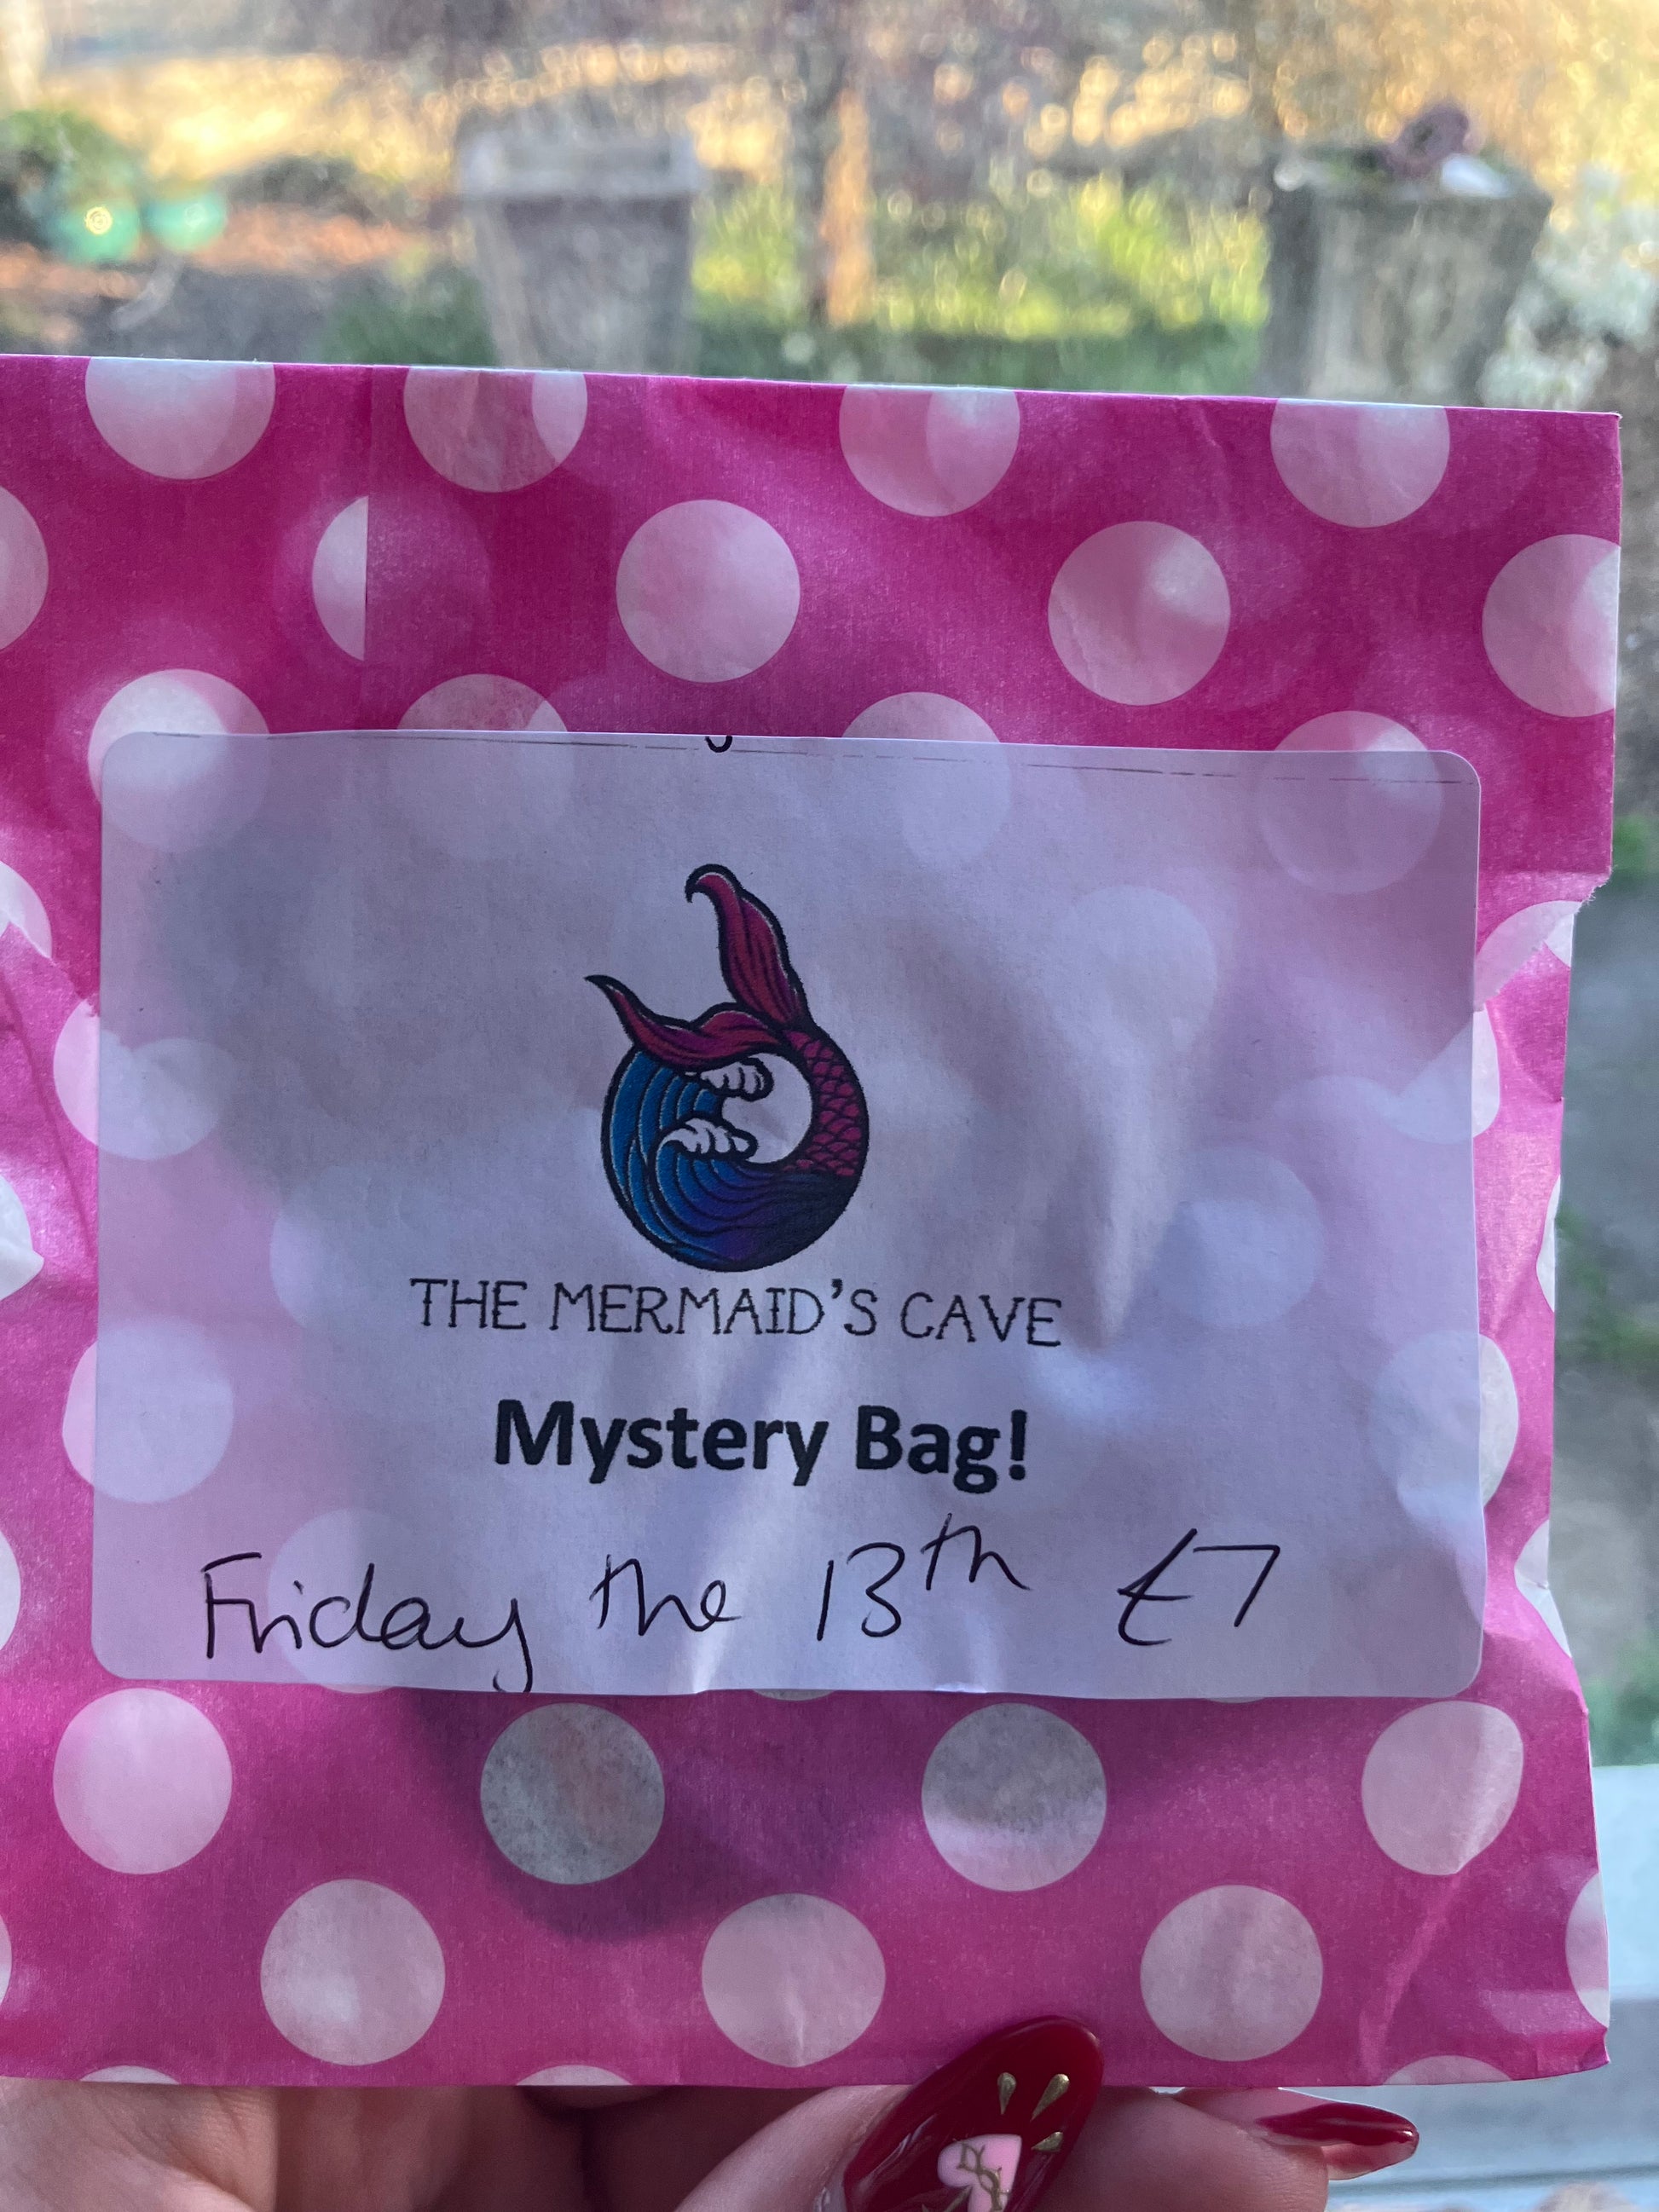 THE MERMAID'S CAVE
Mystery Bag!
Friday the 13th £7